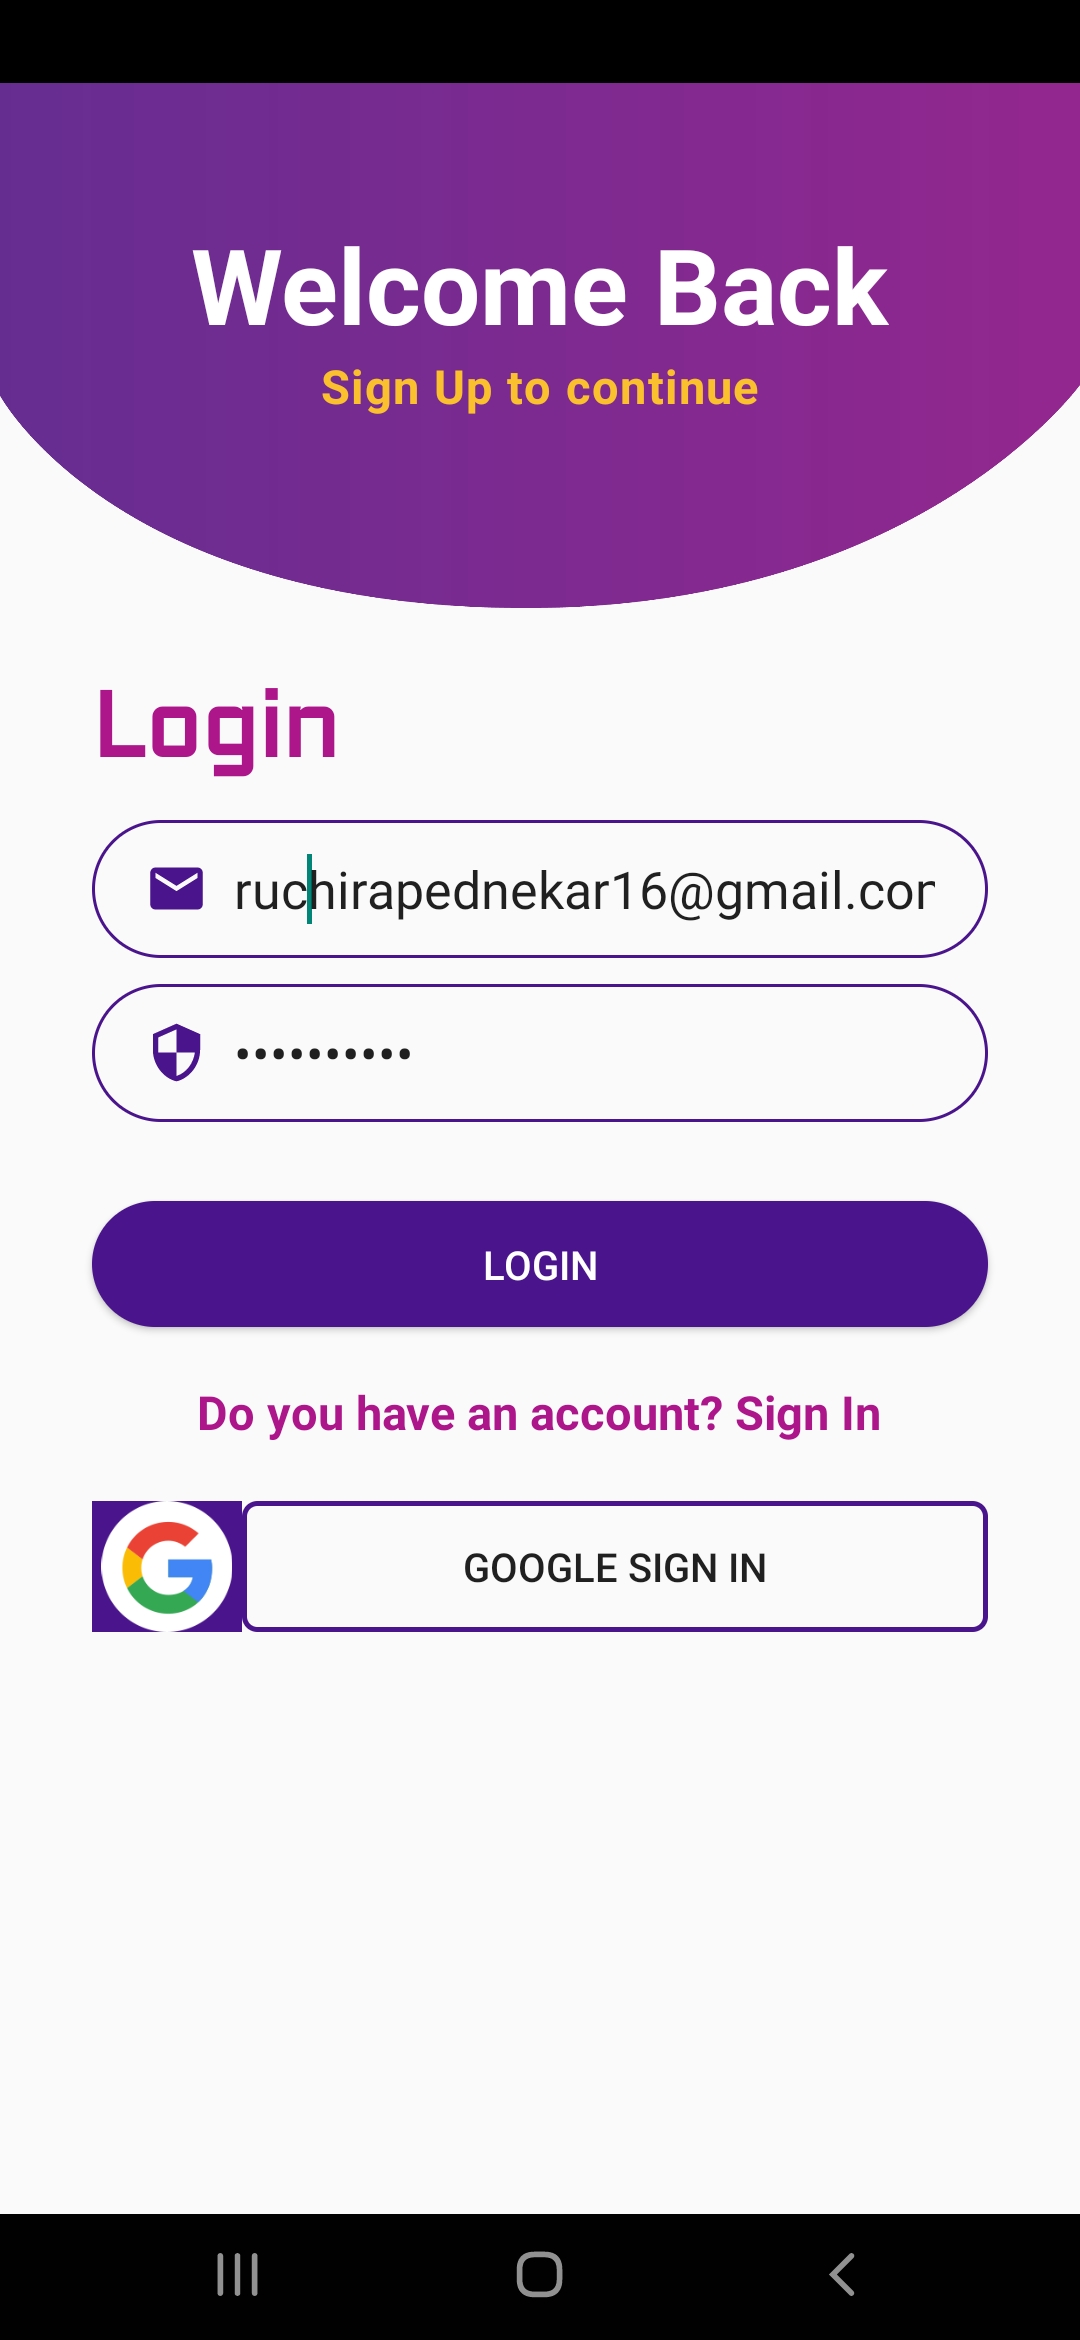 Welcome Back
Sign Up to continue
Login
ruchirapednekar16@gmail.com
••••••••••
LOGIN
Do you have an account? Sign In
GOOGLE SIGN IN